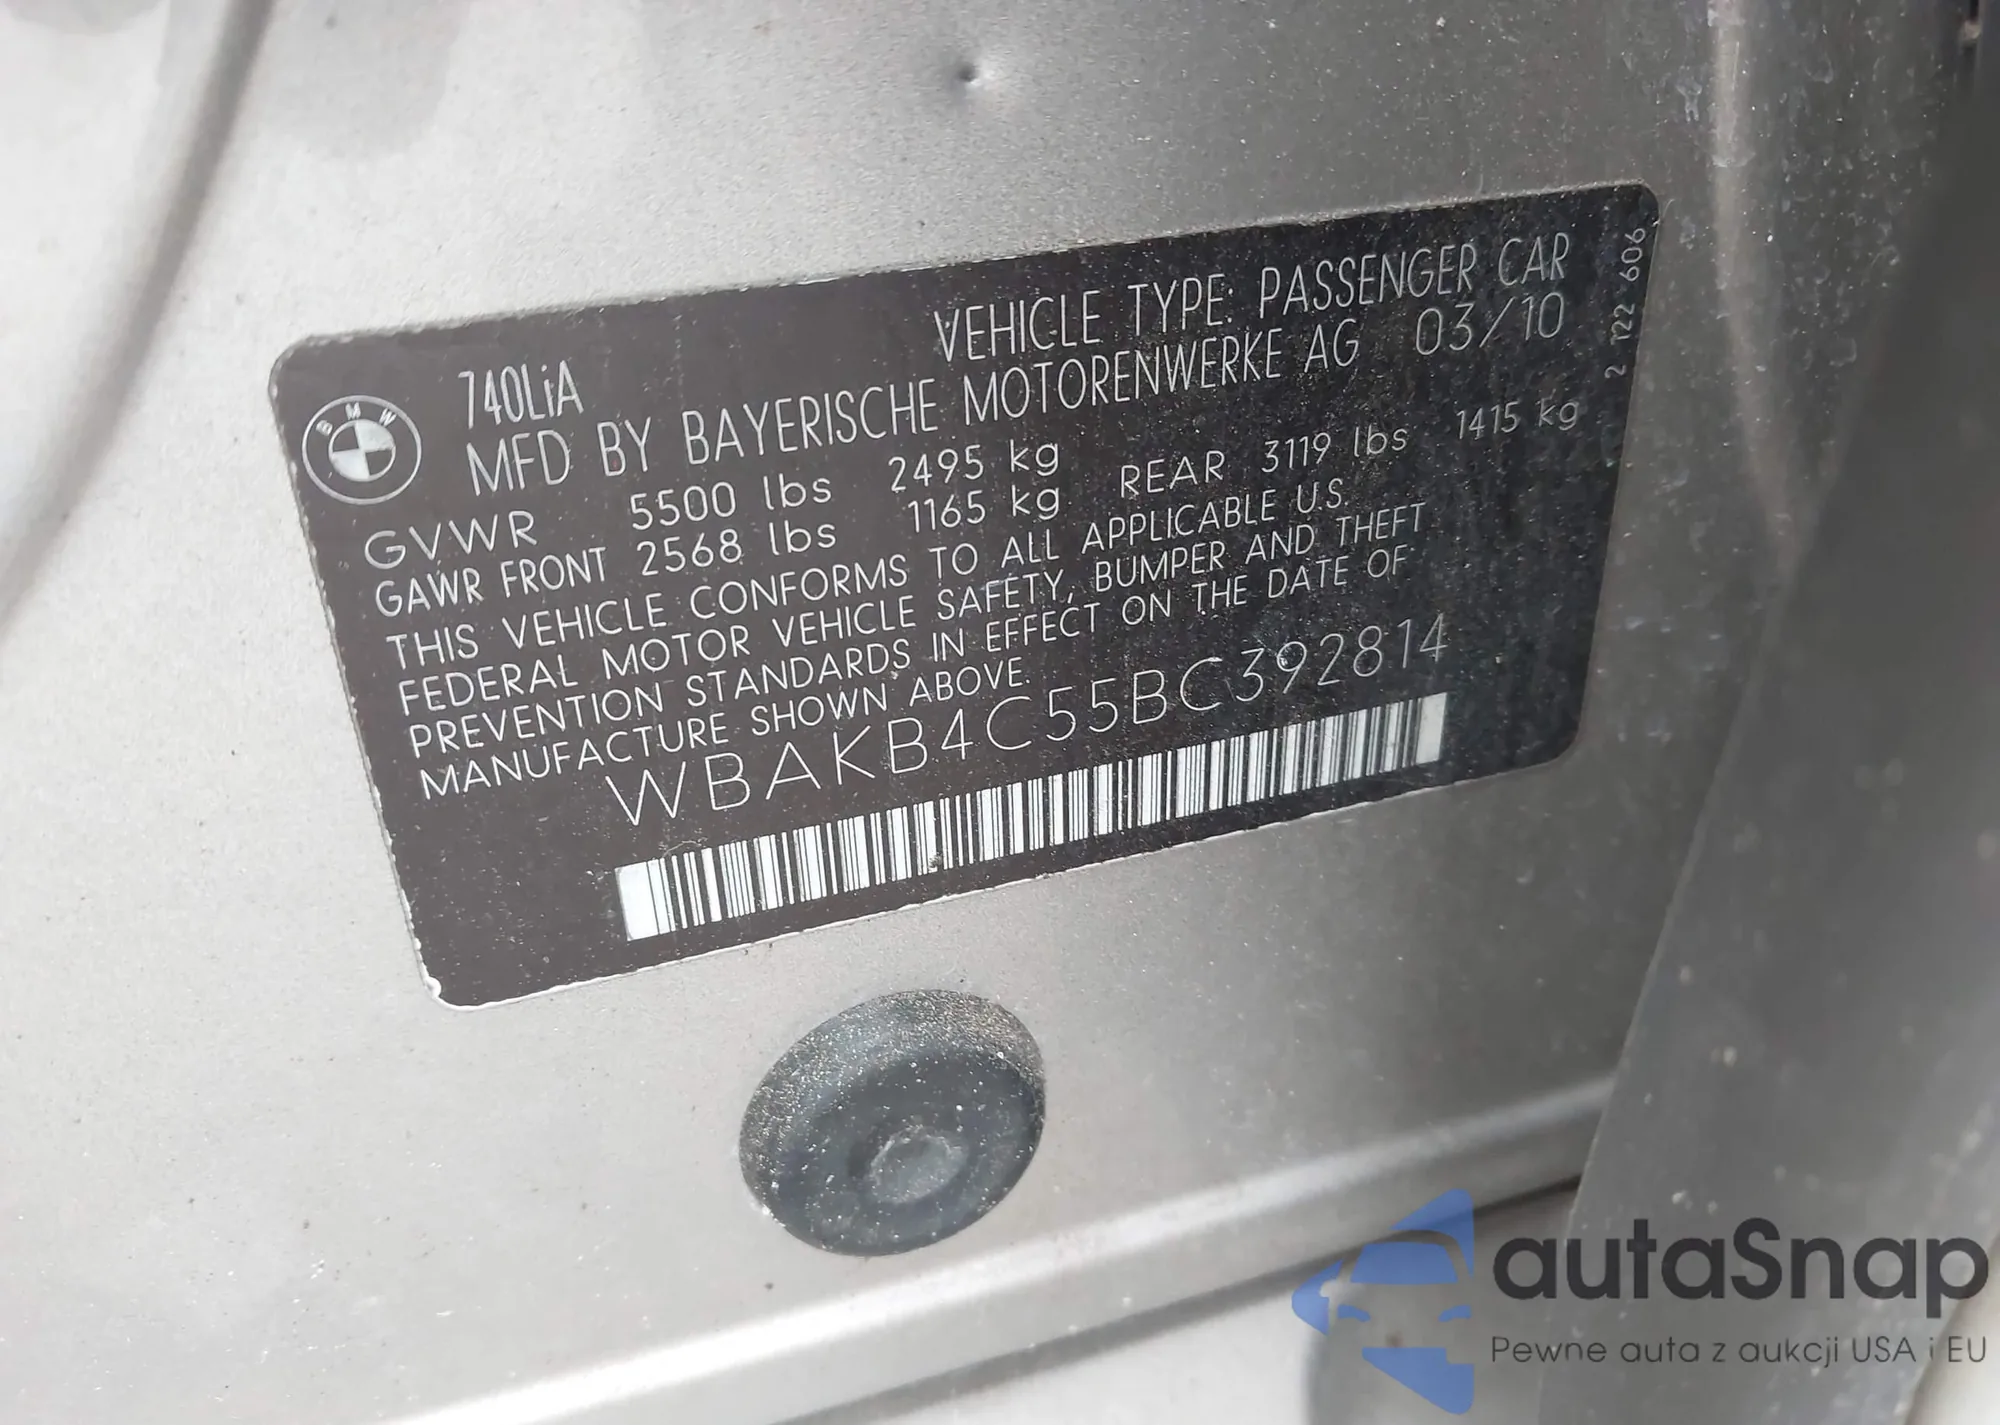 VEHICLE TYPE: PASSENGER CAR
740LiA
BMW
MFD BY BAYERISCHE MOTORENWERKE AG 03/10
2 122 606
GVWR 5500 lbs 2495 kg
GAWR FRONT 2568 lbs 1165 kg REAR 3119 lbs 1415 kg
THIS VEHICLE CONFORMS TO ALL APPLICABLE U.S.
FEDERAL MOTOR VEHICLE SAFETY, BUMPER AND THEFT
PREVENTION STANDARDS IN EFFECT ON THE DATE OF
MANUFACTURE SHOWN ABOVE.
WBAKB4C55BC392814
autaSnap
Pewne auta z aukcji USA i EU